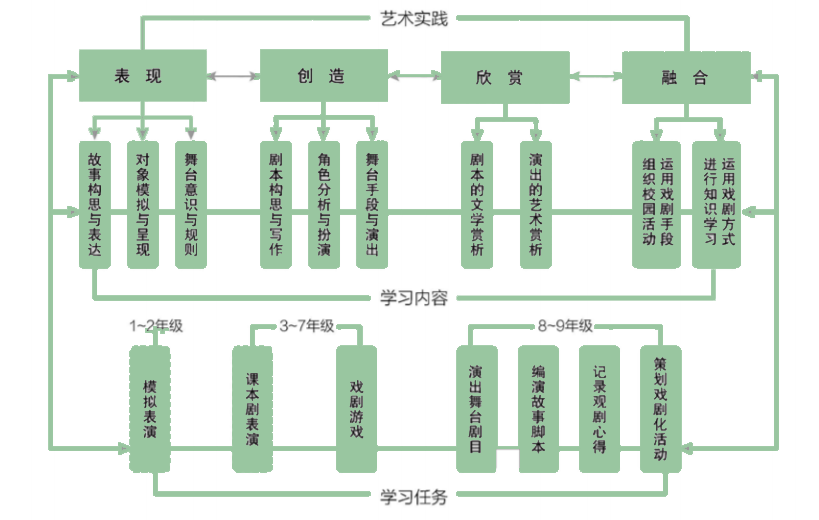 艺术实践
表 现
创 造
欣 赏
融 合
故事构思与表达
对象模拟与呈现
舞台意识与规则
剧本构思与写作
角色分析与扮演
舞台手段与演出
剧本的文学赏析
演出的艺术赏析
运用戏剧手段
组织校园活动
运用戏剧方式
进行知识学习
学习内容
1~2年级
3~7年级
8~9年级
模拟表演
课本剧表演
戏剧游戏
演出舞台剧目
编演故事脚本
记录观剧心得
策划戏剧化活动
学习任务